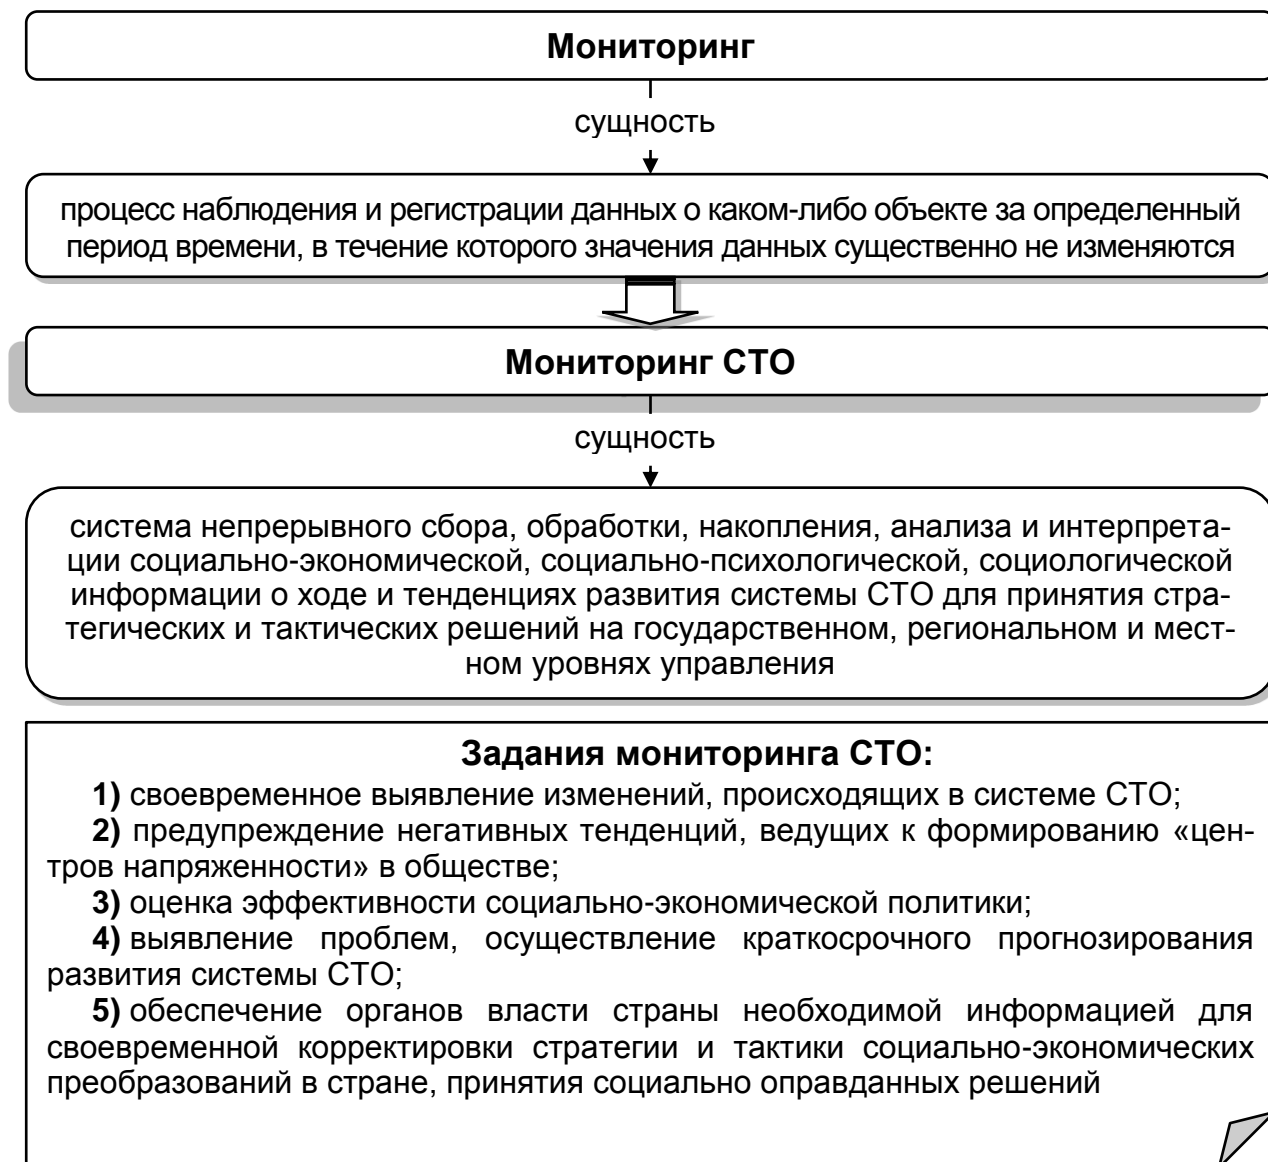 Мониторинг
сущность
процесс наблюдения и регистрации данных о каком-либо объекте за определенный
период времени, в течение которого значения данных существенно не изменяются
Мониторинг СТО
сущность
система непрерывного сбора, обработки, накопления, анализа и интерпрета-
ции социально-экономической, социально-психологической, социологической
информации о ходе и тенденциях развития системы СТО для принятия стра-
тегических и тактических решений на государственном, региональном и мест-
ном уровнях управления
Задания мониторинга СТО:
1) своевременное выявление изменений, происходящих в системе СТО;
2) предупреждение негативных тенденций, ведущих к формированию «цен-
тров напряженности» в обществе;
3) оценка эффективности социально-экономической политики;
4) выявление проблем, осуществление краткосрочного прогнозирования
развития системы СТО;
5) обеспечение органов власти страны необходимой информацией для
своевременной корректировки стратегии и тактики социально-экономических
преобразований в стране, принятия социально оправданных решений